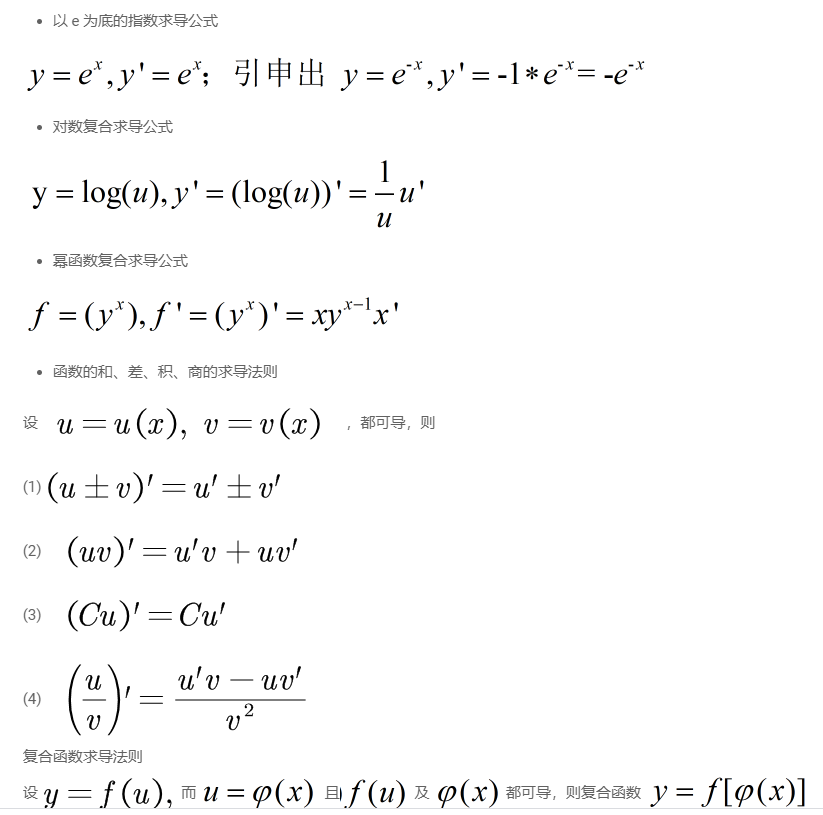 • 以 e 为底的指数求导公式
y = e^x, y' = e^x; 引申出 y = e^-x, y' = -1*e^-x = -e^-x
• 对数复合求导公式
y = log(u), y' = (log(u))' = 1/u u'
• 幂函数复合求导公式
f = (y^x), f' = (y^x)' = xy^(x−1) x'
• 函数的和、差、积、商的求导法则
设 u = u(x), v = v(x) ，都可导，则
(1) (u ± v)′ = u′ ± v′
(2) (uv)′ = u′v + uv′
(3) (Cu)′ = Cu′
(4) (u/v)′ = (u′v − uv′)/v^2
复合函数求导法则
设 y = f(u), 而 u = φ(x) 且 f(u) 及 φ(x) 都可导，则复合函数 y = f[φ(x)]